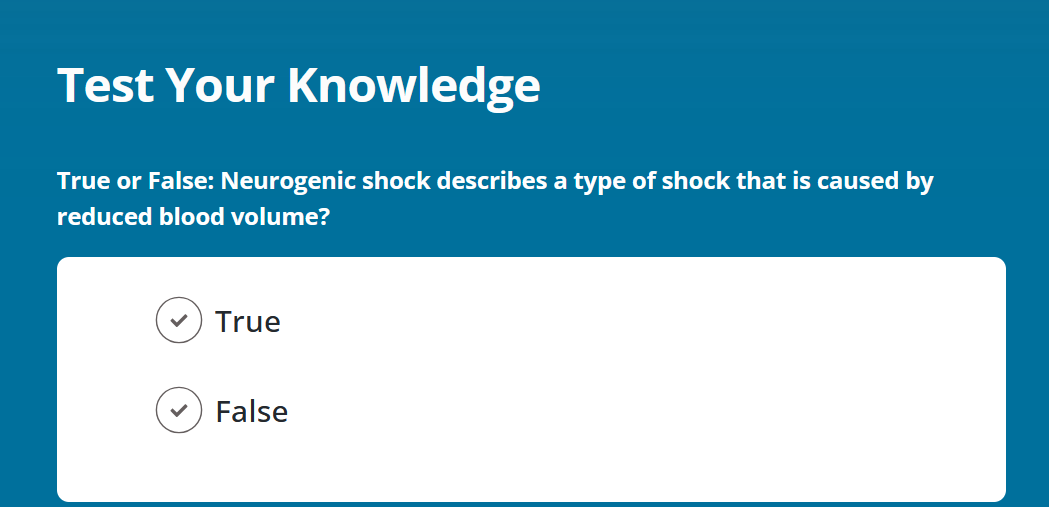 Test Your Knowledge
True or False: Neurogenic shock describes a type of shock that is caused by
reduced blood volume?
True
False